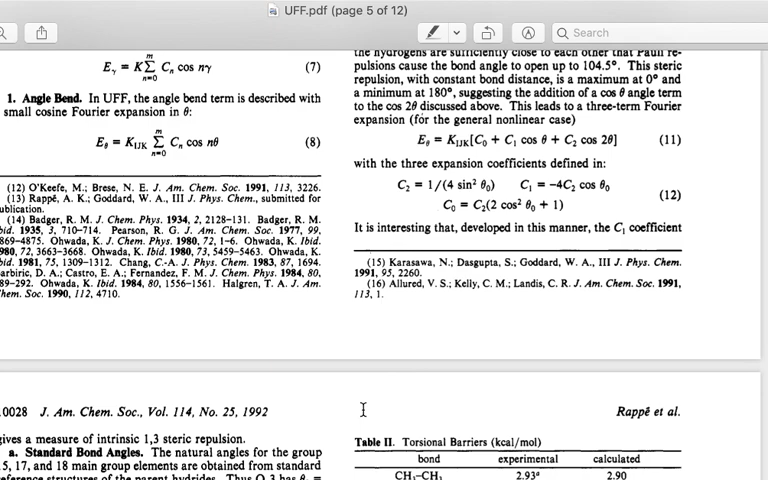 UFF.pdf (page 5 of 12)
Search
E_γ = K Σ_{n=0}^{m} C_n cos nγ (7)
1. Angle Bend. In UFF, the angle bend term is described with
small cosine Fourier expansion in θ:
E_θ = K_IJK Σ_{n=0}^{m} C_n cos nθ (8)
(12) O'Keefe, M.; Brese, N. E. J. Am. Chem. Soc. 1991, 113, 3226.
(13) Rappé, A. K.; Goddard, W. A., III J. Phys. Chem., submitted for
ublication.
(14) Badger, R. M. J. Chem. Phys. 1934, 2, 2128-131. Badger, R. M.
bid. 1935, 3, 710-714. Pearson, R. G. J. Am. Chem. Soc. 1977, 99,
869-4875. Ohwada, K. J. Chem. Phys. 1980, 72, 1-6. Ohwada, K. Ibid.
980, 72, 3663-3668. Ohwada, K. Ibid. 1980, 73, 5459-5463. Ohwada, K.
bid. 1981, 75, 1309-1312. Chang, C.-A. J. Phys. Chem. 1983, 87, 1694.
arbiric, D. A.; Castro, E. A.; Fernandez, F. M. J. Chem. Phys. 1984, 80,
89-292. Ohwada, K. Ibid. 1984, 80, 1556-1561. Halgren, T. A. J. Am.
hem. Soc. 1990, 112, 4710.
the hydrogens are sufficiently close to each other that Pauli re-
pulsions cause the bond angle to open up to 104.5°. This steric
repulsion, with constant bond distance, is a maximum at 0° and
a minimum at 180°, suggesting the addition of a cos θ angle term
to the cos 2θ discussed above. This leads to a three-term Fourier
expansion (for the general nonlinear case)
E_θ = K_IJK[C_0 + C_1 cos θ + C_2 cos 2θ] (11)
with the three expansion coefficients defined in:
C_2 = 1/(4 sin² θ_0) C_1 = -4C_2 cos θ_0
C_0 = C_2(2 cos² θ_0 + 1) (12)
It is interesting that, developed in this manner, the C_1 coefficient
(15) Karasawa, N.; Dasgupta, S.; Goddard, W. A., III J. Phys. Chem.
1991, 95, 2260.
(16) Allured, V. S.; Kelly, C. M.; Landis, C. R. J. Am. Chem. Soc. 1991,
113, 1.
.0028 J. Am. Chem. Soc., Vol. 114, No. 25, 1992
Rappé et al.
gives a measure of intrinsic 1,3 steric repulsion.
a. Standard Bond Angles. The natural angles for the group
5, 17, and 18 main group elements are obtained from standard
eference structures of the parent hydrides. Thus O_3 has θ_0 =
Table II. Torsional Barriers (kcal/mol)
bond experimental calculated
CH₃-CH₃ 2.93ᵃ 2.90